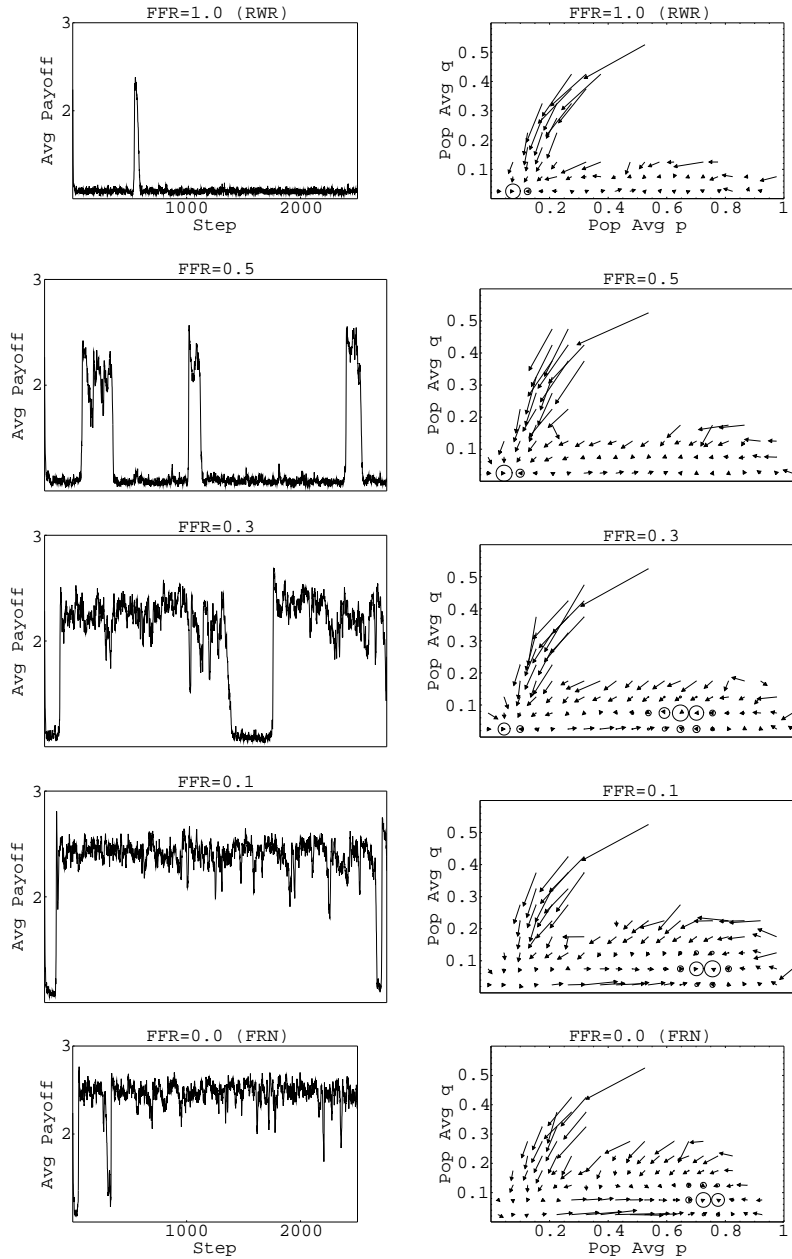 FFR=1.0 (RWR)
3
2
Avg Payoff
1000
2000
Step
FFR=1.0 (RWR)
0.5
0.4
0.3
0.2
0.1
Pop Avg q
0.2
0.4
0.6
0.8
1
Pop Avg p
FFR=0.5
3
2
Avg Payoff
FFR=0.5
0.5
0.4
0.3
0.2
0.1
Pop Avg q
FFR=0.3
3
2
Avg Payoff
FFR=0.3
0.5
0.4
0.3
0.2
0.1
Pop Avg q
FFR=0.1
3
2
Avg Payoff
FFR=0.1
0.5
0.4
0.3
0.2
0.1
Pop Avg q
FFR=0.0 (FRN)
3
2
Avg Payoff
1000
2000
Step
FFR=0.0 (FRN)
0.5
0.4
0.3
0.2
0.1
Pop Avg q
0.2
0.4
0.6
0.8
1
Pop Avg p